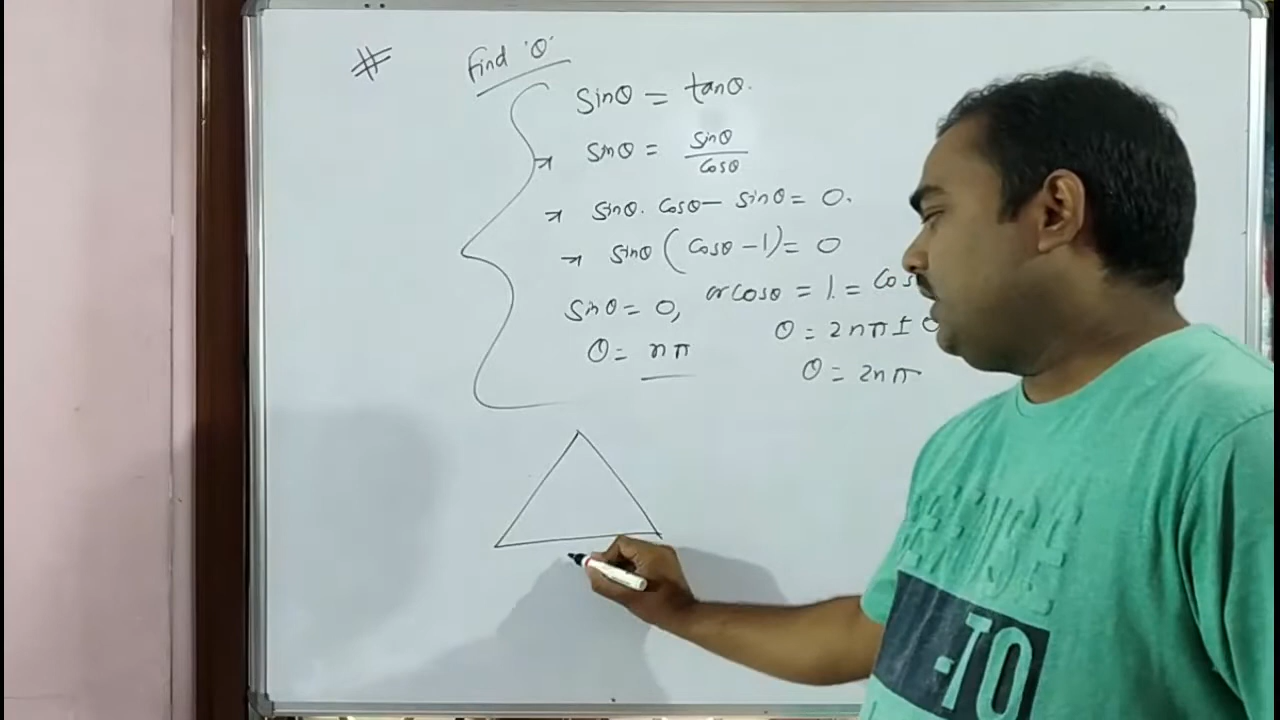 # Find 'θ'
Sinθ = tanθ.
→ Sinθ = Sinθ/Cosθ
→ Sinθ. Cosθ - Sinθ = 0.
→ Sinθ (Cosθ - 1) = 0
Sinθ = 0, or Cosθ = 1. = Cos
θ = nπ
θ = 2nπ ±
θ = 2nπ
-TO